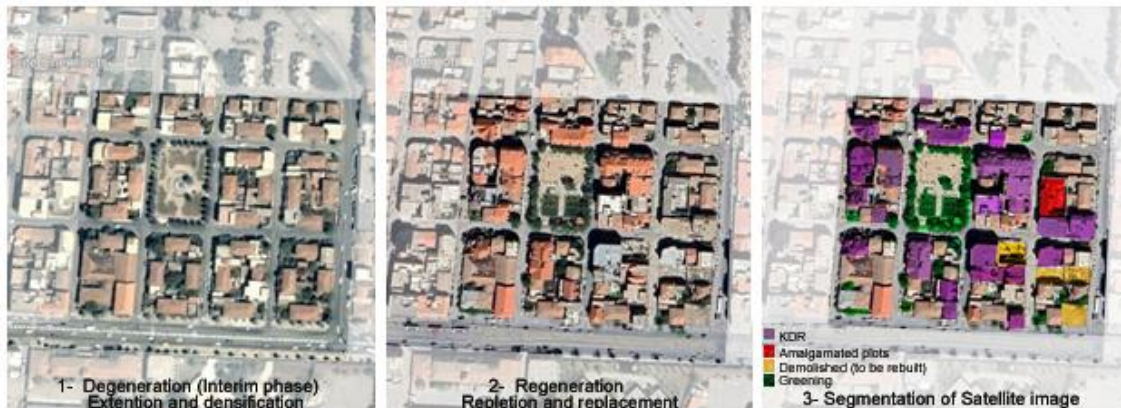 1- Degeneration (Interim phase)
Extention and densification
2- Regeneration
Repletion and replacement
KDR
Amalgamated plots
Demolished (to be rebuilt)
Greening
3- Segmentation of Satellite image